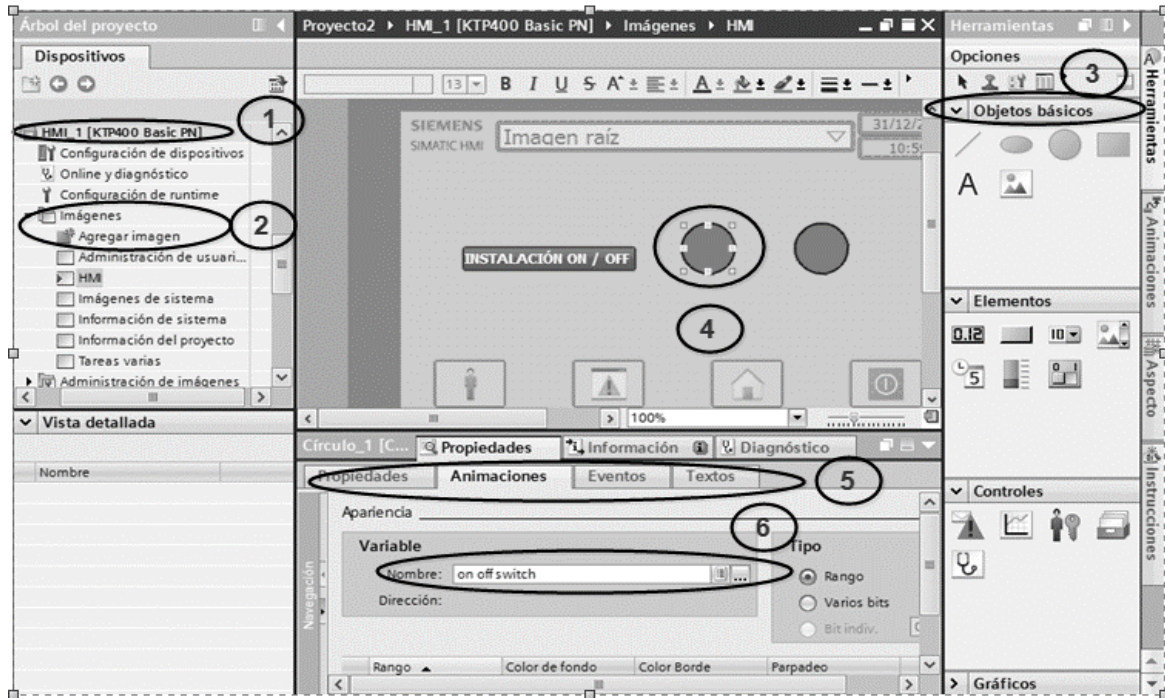 Árbol del proyecto
Dispositivos
1
HMI_1 [KTP400 Basic PN]
Configuración de dispositivos
Online y diagnóstico
Configuración de runtime
Imágenes
2
Agregar imagen
Administración de usuari...
HMI
Imágenes de sistema
Información de sistema
Información del proyecto
Tareas varias
Administración de imágenes
Vista detallada
Nombre
Proyecto2 HMI_1 [KTP400 Basic PN] Imágenes HMI
13 B I U S A A
SIEMENS
SIMATIC HMI
Imagen raíz
31/12/2
10:59
INSTALACIÓN ON / OFF
4
100%
Círculo_1 [C... Propiedades Información Diagnóstico
Propiedades Animaciones Eventos Textos
5
Apariencia
6
Variable
Nombre: on off switch
Dirección:
Navegación
Tipo
Rango
Varios bits
Bit indiv.
Rango Color de fondo Color Borde Parpadeo
Herramientas
Opciones
3
Objetos básicos
A
Elementos
0.12
10
5
0 1
Controles
Gráficos
Herramientas
Animaciones
Aspecto
Instrucciones